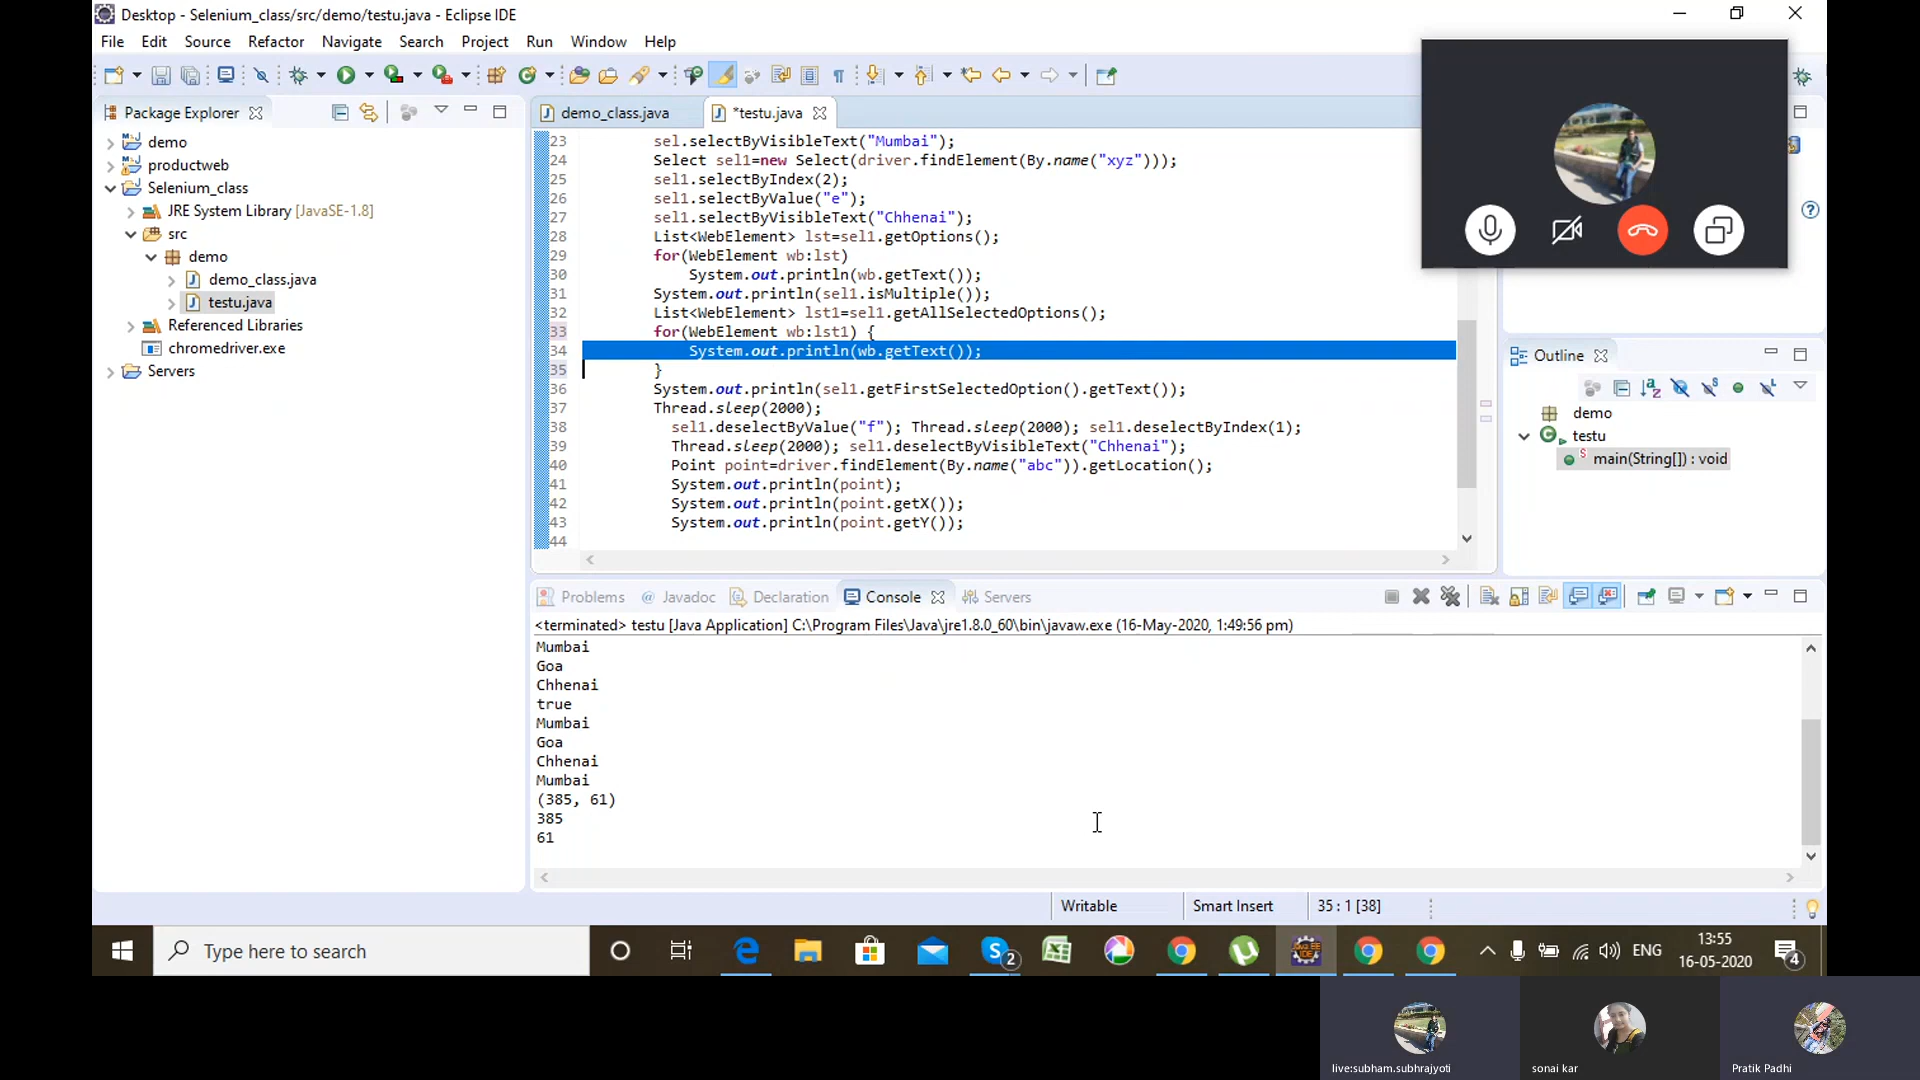 Desktop - Selenium_class/src/demo/testu.java - Eclipse IDE
File Edit Source Refactor Navigate Search Project Run Window Help
Package Explorer
demo
productweb
Selenium_class
JRE System Library [JavaSE-1.8]
src
demo
demo_class.java
testu.java
Referenced Libraries
chromedriver.exe
Servers
demo_class.java *testu.java
23 sel.selectByVisibleText("Mumbai");
24 Select sel1=new Select(driver.findElement(By.name("xyz")));
25 sel1.selectByIndex(2);
26 sel1.selectByValue("e");
27 sel1.selectByVisibleText("Chhenai");
28 List<WebElement> lst=sel1.getOptions();
29 for(WebElement wb:lst)
30 System.out.println(wb.getText());
31 System.out.println(sel1.isMultiple());
32 List<WebElement> lst1=sel1.getAllSelectedOptions();
33 for(WebElement wb:lst1) {
34 System.out.println(wb.getText());
35 }
36 System.out.println(sel1.getFirstSelectedOption().getText());
37 Thread.sleep(2000);
38 sel1.deselectByValue("f"); Thread.sleep(2000); sel1.deselectByIndex(1);
39 Thread.sleep(2000); sel1.deselectByVisibleText("Chhenai");
40 Point point=driver.findElement(By.name("abc")).getLocation();
41 System.out.println(point);
42 System.out.println(point.getX());
43 System.out.println(point.getY());
44
Outline
demo
testu
main(String[]) : void
Problems @ Javadoc Declaration Console Servers
<terminated> testu [Java Application] C:\Program Files\Java\jre1.8.0_60\bin\javaw.exe (16-May-2020, 1:49:56 pm)
Mumbai
Goa
Chhenai
true
Mumbai
Goa
Chhenai
Mumbai
(385, 61)
385
61
Writable Smart Insert 35 : 1 [38]
Type here to search
2
ENG
13:55
16-05-2020
4
live:subham.subhrajyoti sonai kar Pratik Padhi